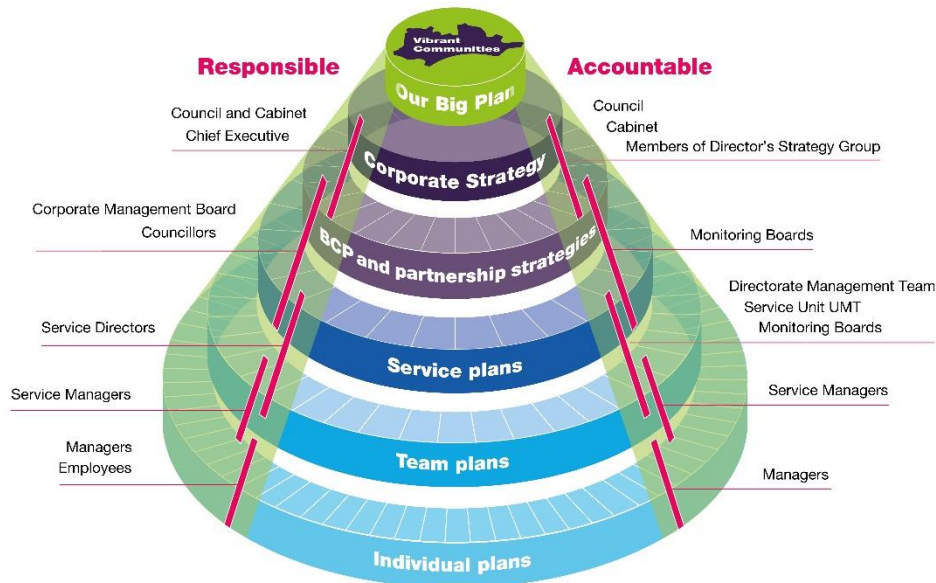 Vibrant
Communities
Our Big Plan
Responsible
Accountable
Council and Cabinet
Chief Executive
Council
Cabinet
Members of Director's Strategy Group
Corporate Strategy
Corporate Management Board
Councillors
BCP and partnership strategies
Monitoring Boards
Directorate Management Team
Service Unit UMT
Monitoring Boards
Service Directors
Service plans
Service Managers
Service Managers
Team plans
Managers
Employees
Managers
Individual plans